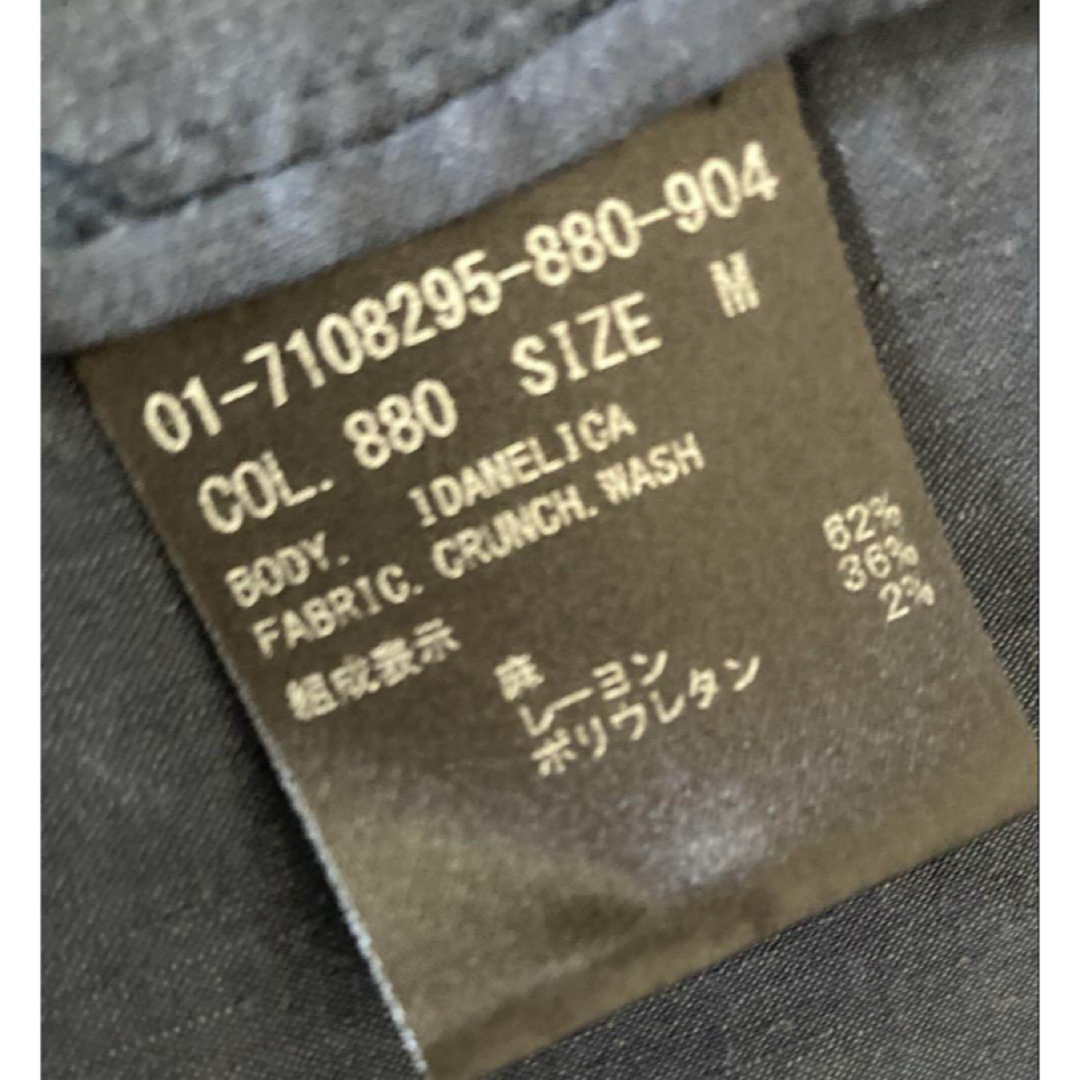 01-7108295-880-904
COL. 880 SIZE M
BODY. IDANELICA
FABRIC. CRUNCH.WASH
組成表示
麻 62%
レーヨン 36%
ポリウレタン 2%